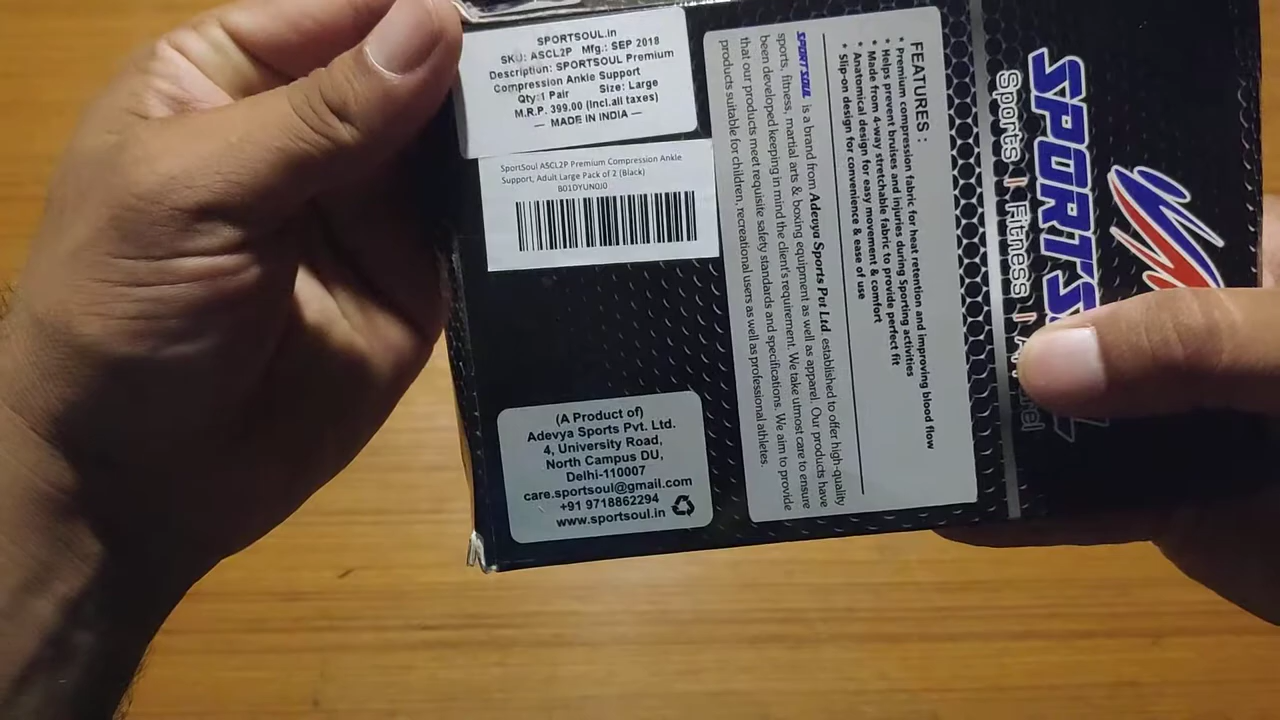 SPORTSOUL.in
SKU: ASCL2P Mfg.: SEP 2018
Description: SPORTSOUL Premium
Compression Ankle Support
Qty:1 Pair Size: Large
M.R.P. 399.00 (Incl.all taxes)
— MADE IN INDIA —
SportSoul ASCL2P Premium Compression Ankle
Support, Adult Large Pack of 2 (Black)
B01DYUN0J0
(A Product of)
Adevya Sports Pvt. Ltd.
4, University Road,
North Campus DU,
Delhi-110007
care.sportsoul@gmail.com
+91 9718862294
www.sportsoul.in
SPORTS
Sports | Fitness |
FEATURES :
* Premium compression fabric for heat retention and improving blood flow
* Helps prevent bruises and injuries during Sporting activities
* Made from 4-way stretchable fabric to provide perfect fit
* Anatomical design for easy movement & comfort
* Slip-on design for convenience & ease of use
SPORTSOUL is a brand from Adevya Sports Pvt Ltd. established to offer high-quality
sports, fitness, martial arts & boxing equipment as well as apparel. Our products have
been developed keeping in mind the client's requirement. We take utmost care to ensure
that our products meet requisite safety standards and specifications. We aim to provide
products suitable for children, recreational users as well as professional athletes.